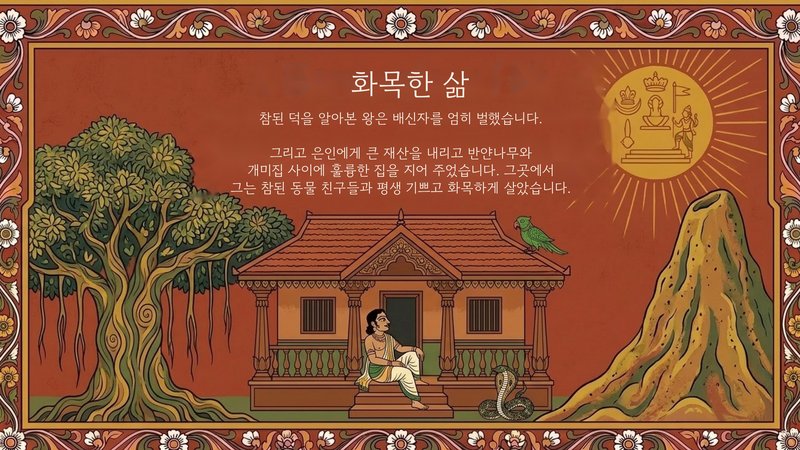 화목한 삶
참된 덕을 알아본 왕은 배신자를 엄히 벌했습니다.
그리고 은인에게 큰 재산을 내리고 반얀나무와
개미집 사이에 훌륭한 집을 지어 주었습니다. 그곳에서
그는 참된 동물 친구들과 평생 기쁘고 화목하게 살았습니다.